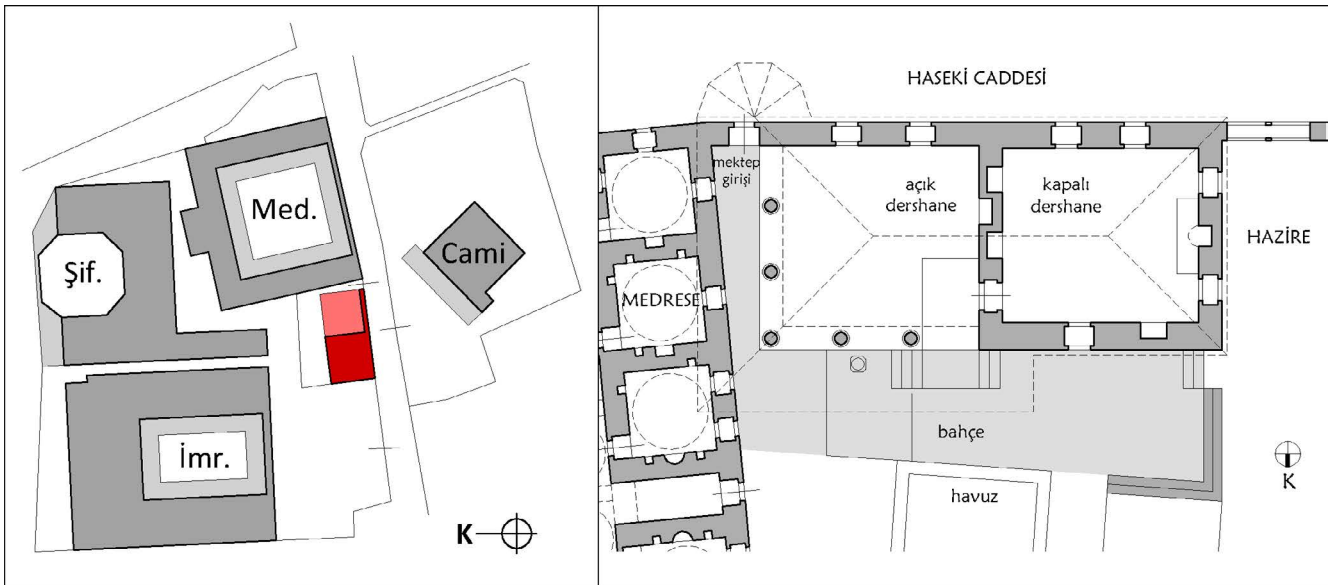 Med.
Cami
Şif.
İmr.
K
HASEKİ CADDESİ
mektep
girişi
açık
dershane
kapalı
dershane
HAZİRE
MEDRESE
bahçe
havuz
K